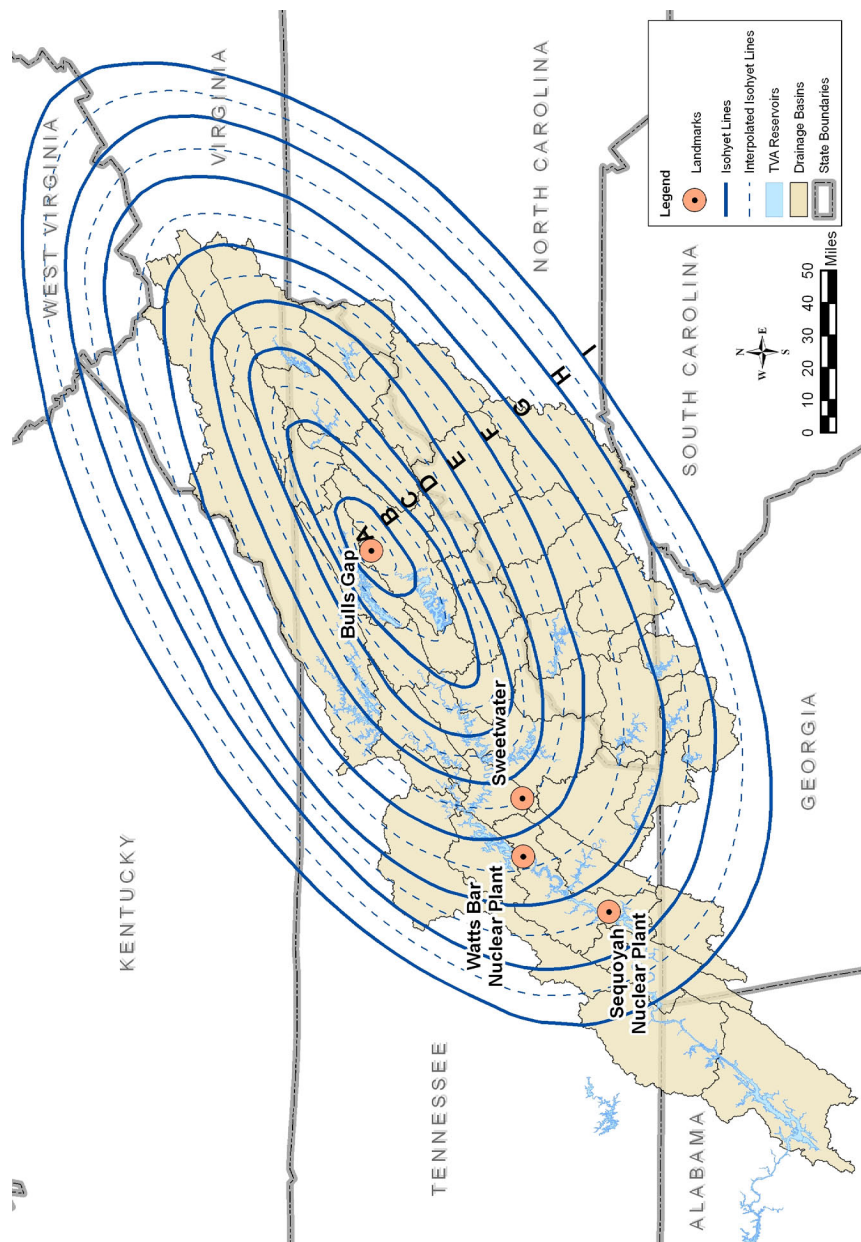 WEST VIRGINIA
VIRGINIA
KENTUCKY
NORTH CAROLINA
TENNESSEE
SOUTH CAROLINA
GEORGIA
ALABAMA
Bulls Gap
Sweetwater
Watts Bar
Nuclear Plant
Sequoyah
Nuclear Plant
A
B
C
D
E
F
G
H
I
N
W
E
S
0 10 20 30 40 50
Miles
Legend
Landmarks
Isohyet Lines
Interpolated Isohyet Lines
TVA Reservoirs
Drainage Basins
State Boundaries